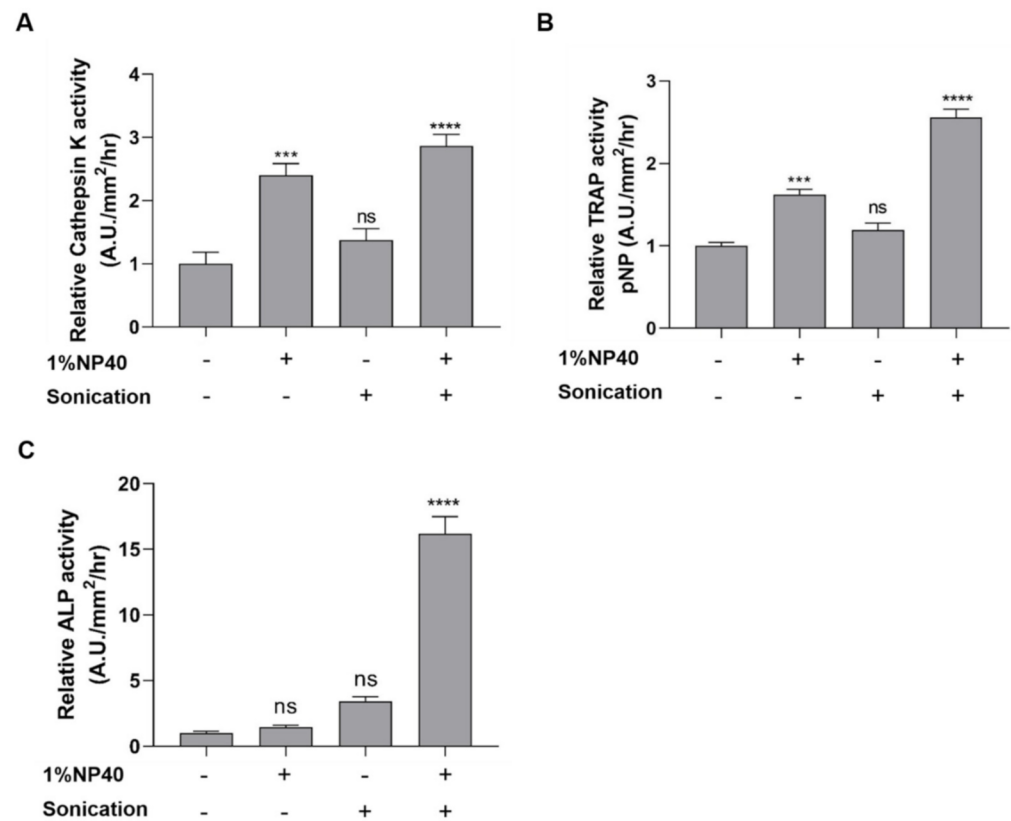 A
Relative Cathepsin K activity
(A.U./mm²/hr)
4
3
2
1
0
***
ns
****
1%NP40 - + - +
Sonication - - + +
B
Relative TRAP activity
pNP (A.U./mm²/hr)
3
2
1
0
***
ns
****
1%NP40 - + - +
Sonication - - + +
C
Relative ALP activity
(A.U./mm²/hr)
20
15
10
5
0
ns
ns
****
1%NP40 - + - +
Sonication - - + +